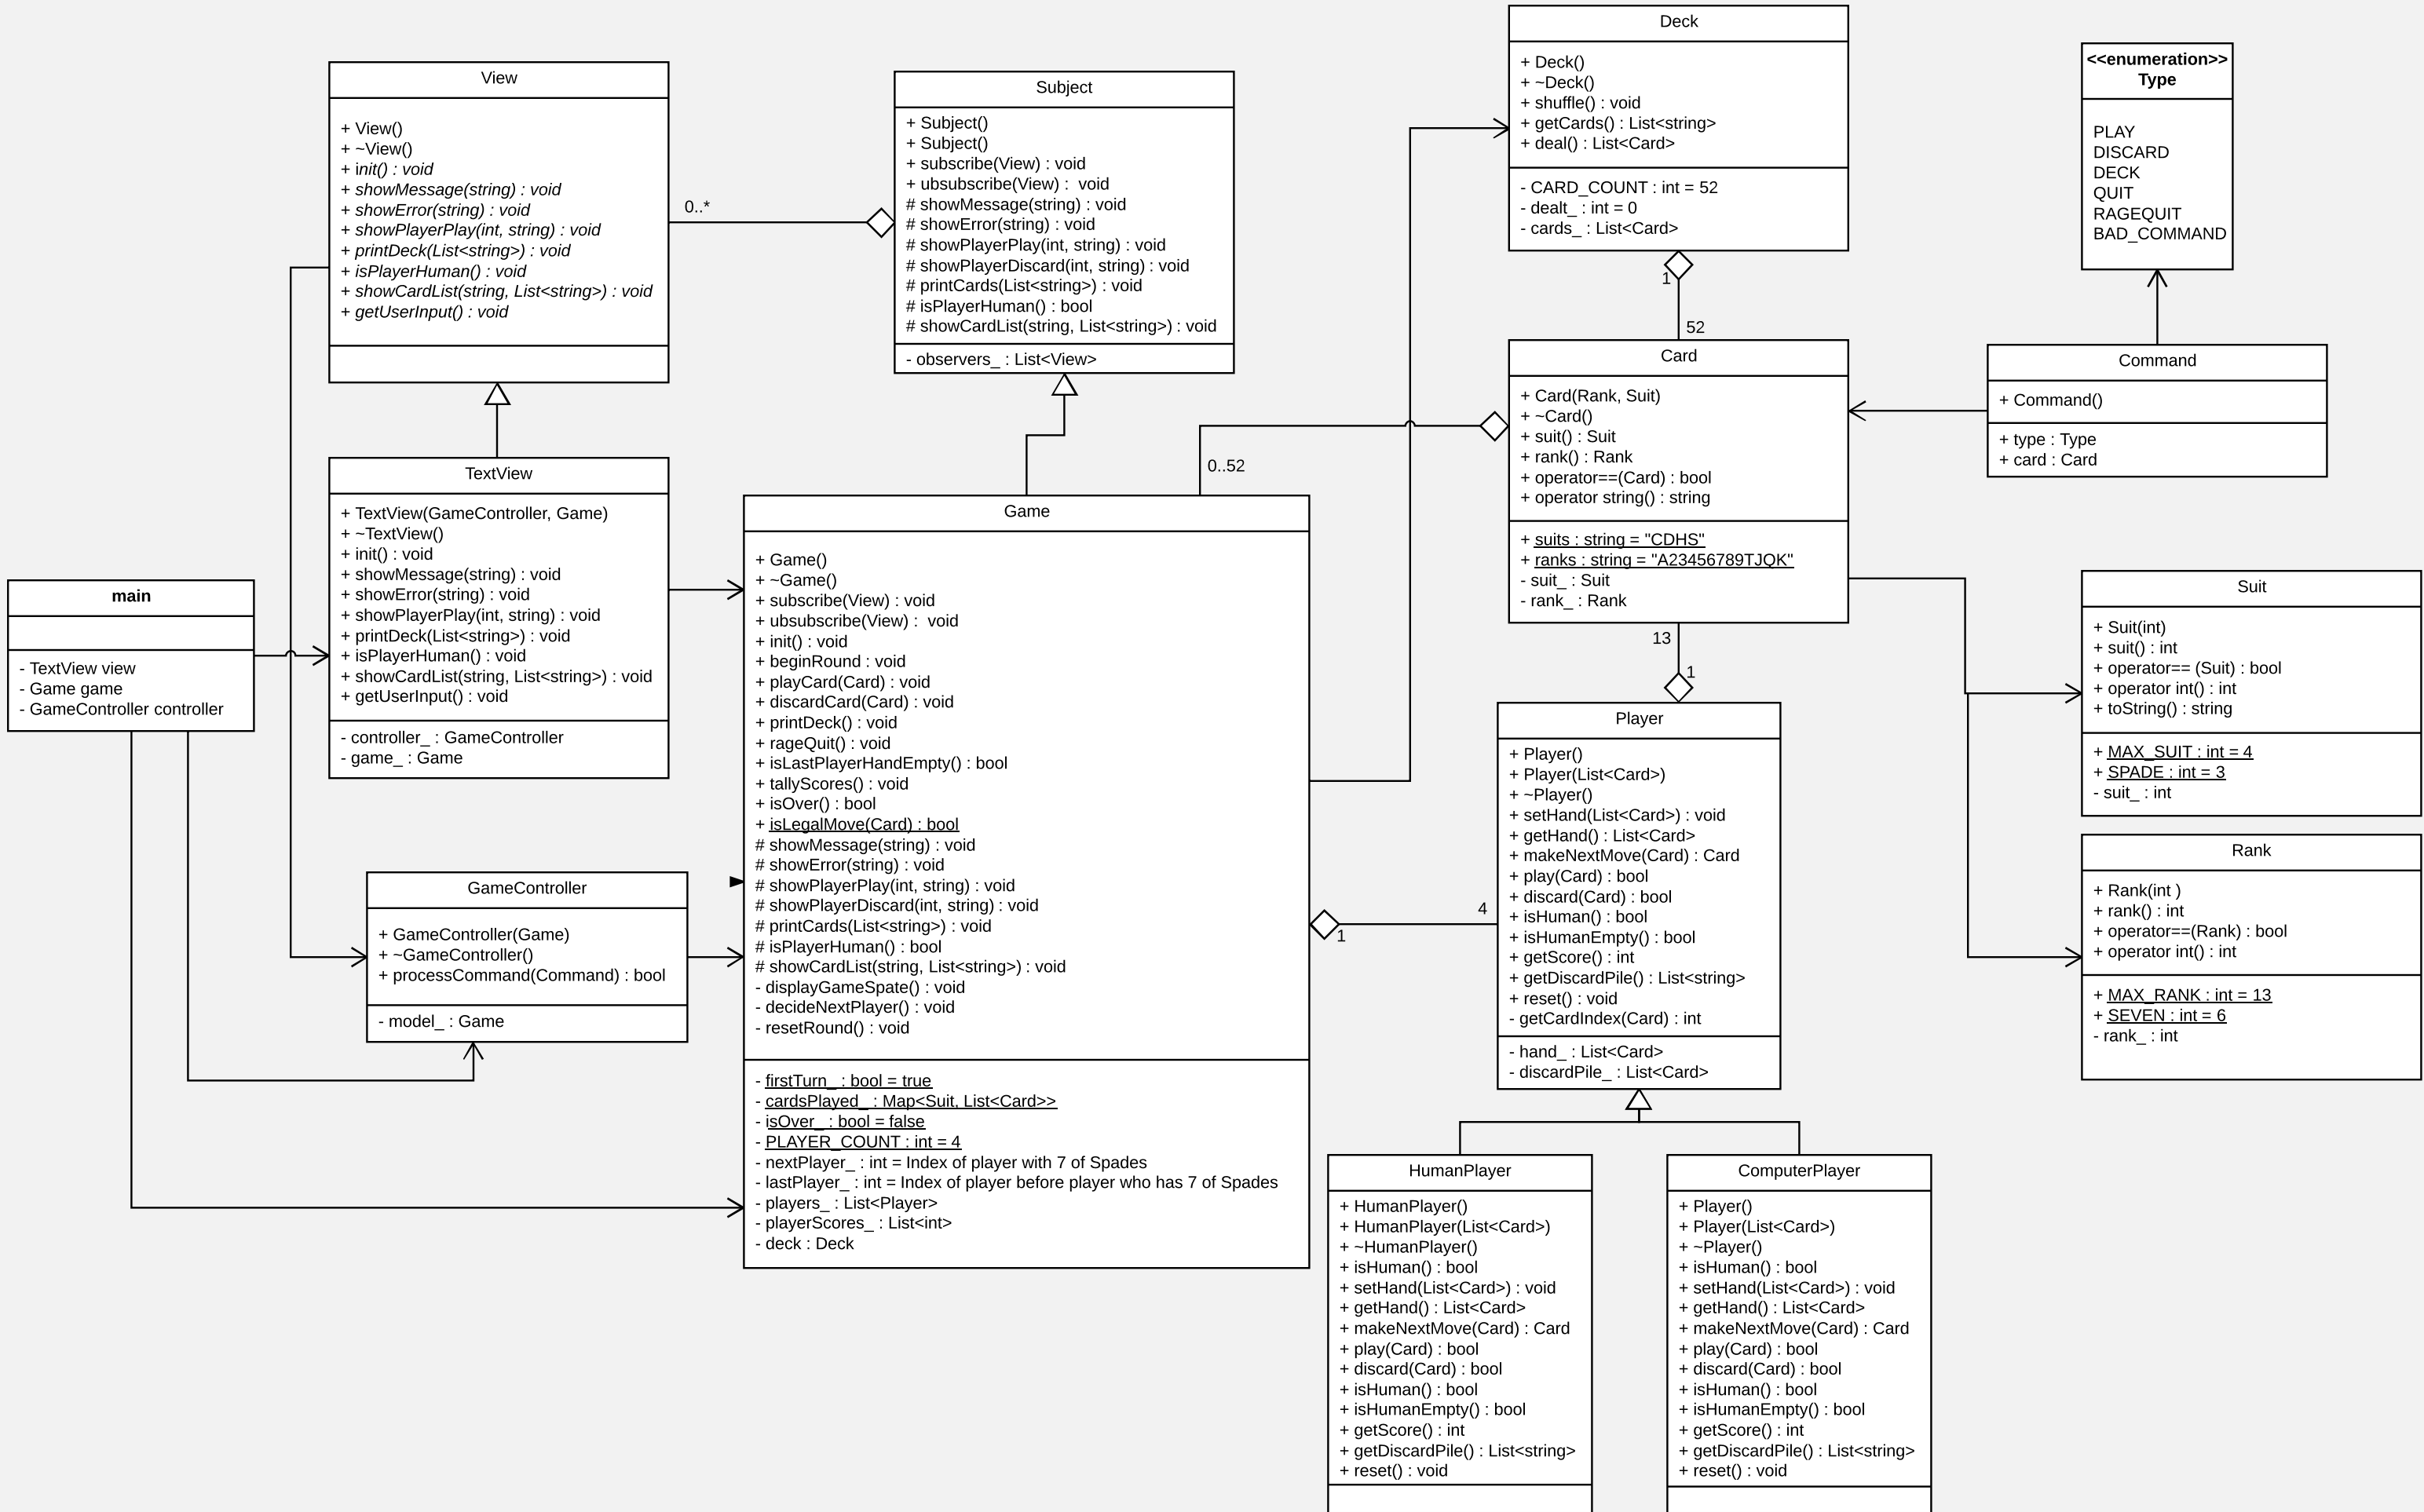 View
+ View()
+ ~View()
+ init() : void
+ showMessage(string) : void
+ showError(string) : void
+ showPlayerPlay(int, string) : void
+ printDeck(List<string>) : void
+ isPlayerHuman() : void
+ showCardList(string, List<string>) : void
+ getUserInput() : void
0..*
Subject
+ Subject()
+ Subject()
+ subscribe(View) : void
+ ubsubscribe(View) :  void
# showMessage(string) : void
# showError(string) : void
# showPlayerPlay(int, string) : void
# showPlayerDiscard(int, string) : void
# printCards(List<string>) : void
# isPlayerHuman() : bool
# showCardList(string, List<string>) : void
- observers_ : List<View>
Deck
+ Deck()
+ ~Deck()
+ shuffle() : void
+ getCards() : List<string>
+ deal() : List<Card>
- CARD_COUNT : int = 52
- dealt_ : int = 0
- cards_ : List<Card>
1
52
<<enumeration>>
Type
PLAY
DISCARD
DECK
QUIT
RAGEQUIT
BAD_COMMAND
Card
+ Card(Rank, Suit)
+ ~Card()
+ suit() : Suit
+ rank() : Rank
+ operator==(Card) : bool
+ operator string() : string
+ suits : string = "CDHS"
+ ranks : string = "A23456789TJQK"
- suit_ : Suit
- rank_ : Rank
Command
+ Command()
+ type : Type
+ card : Card
0..52
TextView
+ TextView(GameController, Game)
+ ~TextView()
+ init() : void
+ showMessage(string) : void
+ showError(string) : void
+ showPlayerPlay(int, string) : void
+ printDeck(List<string>) : void
+ isPlayerHuman() : void
+ showCardList(string, List<string>) : void
+ getUserInput() : void
- controller_ : GameController
- game_ : Game
main
- TextView view
- Game game
- GameController controller
Game
+ Game()
+ ~Game()
+ subscribe(View) : void
+ ubsubscribe(View) :  void
+ init() : void
+ beginRound : void
+ playCard(Card) : void
+ discardCard(Card) : void
+ printDeck() : void
+ rageQuit() : void
+ isLastPlayerHandEmpty() : bool
+ tallyScores() : void
+ isOver() : bool
+ isLegalMove(Card) : bool
# showMessage(string) : void
# showError(string) : void
# showPlayerPlay(int, string) : void
# showPlayerDiscard(int, string) : void
# printCards(List<string>) : void
# isPlayerHuman() : bool
# showCardList(string, List<string>) : void
- displayGameSpate() : void
- decideNextPlayer() : void
- resetRound() : void
- firstTurn_ : bool = true
- cardsPlayed_ : Map<Suit, List<Card>>
- isOver_ : bool = false
- PLAYER_COUNT : int = 4
- nextPlayer_ : int = Index of player with 7 of Spades
- lastPlayer_ : int = Index of player before player who has 7 of Spades
- players_ : List<Player>
- playerScores_ : List<int>
- deck : Deck
GameController
+ GameController(Game)
+ ~GameController()
+ processCommand(Command) : bool
- model_ : Game
13
1
4
1
Player
+ Player()
+ Player(List<Card>)
+ ~Player()
+ setHand(List<Card>) : void
+ getHand() : List<Card>
+ makeNextMove(Card) : Card
+ play(Card) : bool
+ discard(Card) : bool
+ isHuman() : bool
+ isHumanEmpty() : bool
+ getScore() : int
+ getDiscardPile() : List<string>
+ reset() : void
- getCardIndex(Card) : int
- hand_ : List<Card>
- discardPile_ : List<Card>
Suit
+ Suit(int)
+ suit() : int
+ operator== (Suit) : bool
+ operator int() : int
+ toString() : string
+ MAX_SUIT : int = 4
+ SPADE : int = 3
- suit_ : int
Rank
+ Rank(int )
+ rank() : int
+ operator==(Rank) : bool
+ operator int() : int
+ MAX_RANK : int = 13
+ SEVEN : int = 6
- rank_ : int
HumanPlayer
+ HumanPlayer()
+ HumanPlayer(List<Card>)
+ ~HumanPlayer()
+ isHuman() : bool
+ setHand(List<Card>) : void
+ getHand() : List<Card>
+ makeNextMove(Card) : Card
+ play(Card) : bool
+ discard(Card) : bool
+ isHuman() : bool
+ isHumanEmpty() : bool
+ getScore() : int
+ getDiscardPile() : List<string>
+ reset() : void
ComputerPlayer
+ Player()
+ Player(List<Card>)
+ ~Player()
+ isHuman() : bool
+ setHand(List<Card>) : void
+ getHand() : List<Card>
+ makeNextMove(Card) : Card
+ play(Card) : bool
+ discard(Card) : bool
+ isHuman() : bool
+ isHumanEmpty() : bool
+ getScore() : int
+ getDiscardPile() : List<string>
+ reset() : void